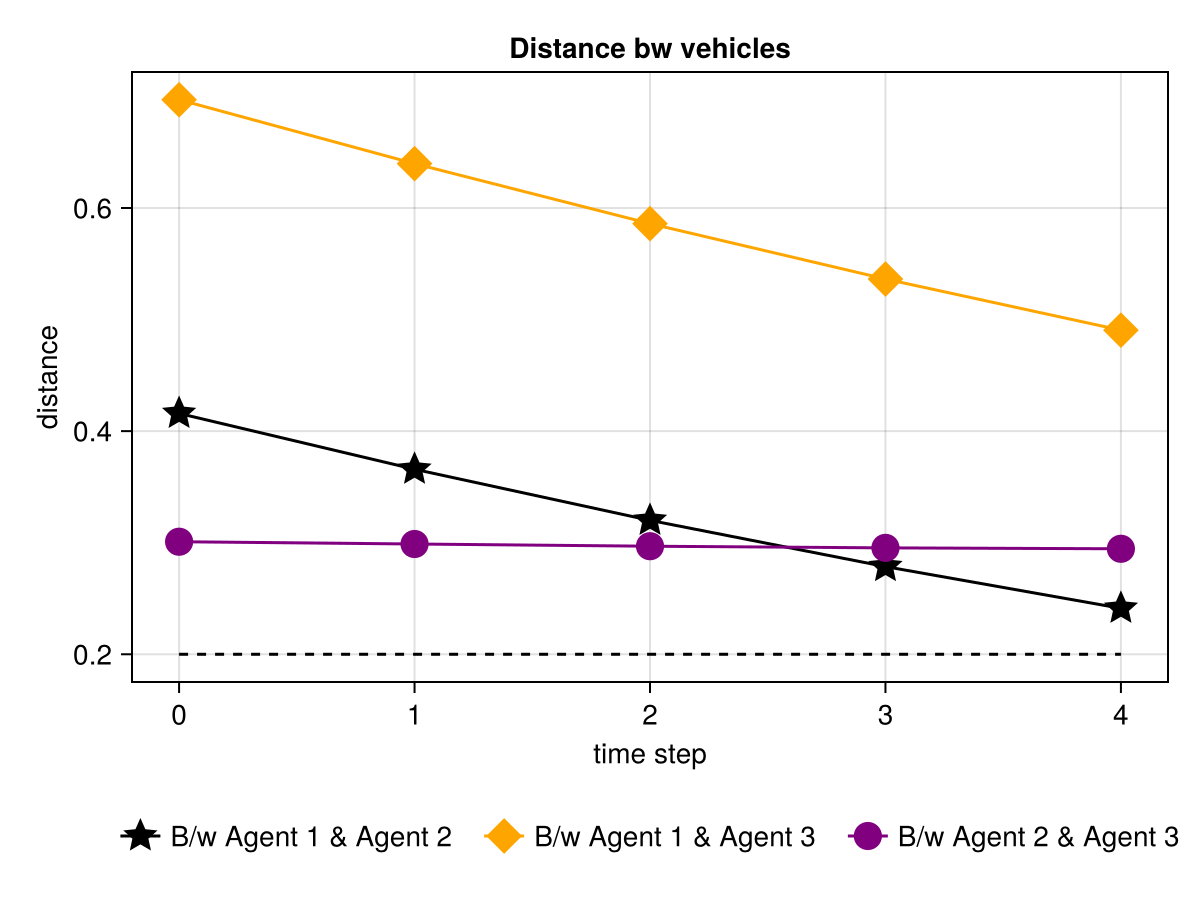 Distance bw vehicles
distance
0.6
0.4
0.2
0 1 2 3 4
time step
B/w Agent 1 & Agent 2 B/w Agent 1 & Agent 3 B/w Agent 2 & Agent 3